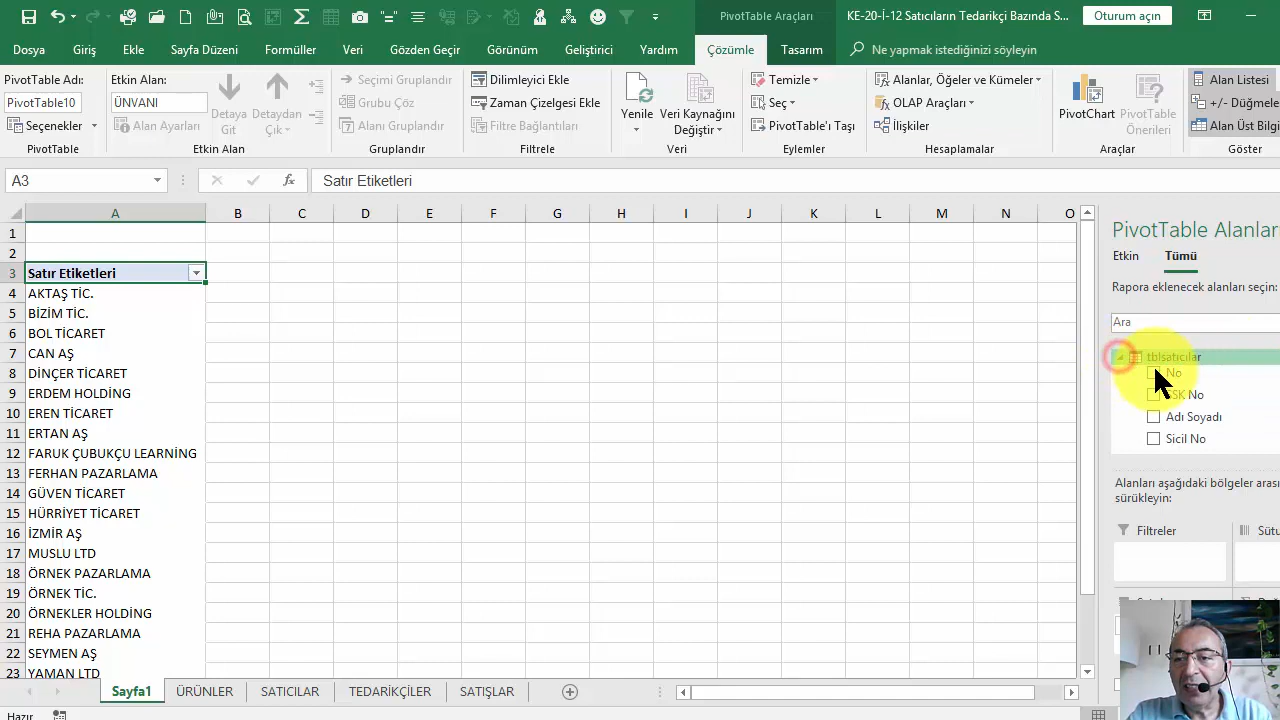 PivotTable Araçları
KE-20-İ-12 Satıcıların Tedarikçi Bazında S...
Oturum açın
Dosya
Giriş
Ekle
Sayfa Düzeni
Formüller
Veri
Gözden Geçir
Görünüm
Geliştirici
Yardım
Çözümle
Tasarım
Ne yapmak istediğinizi söyleyin
PivotTable Adı:
PivotTable10
Seçenekler
PivotTable
Etkin Alan:
ÜNVANI
Alan Ayarları
Detaya Git
Detaydan Çık
Etkin Alan
Seçimi Gruplandır
Grubu Çöz
Alanı Gruplandır
Gruplandır
Dilimleyici Ekle
Zaman Çizelgesi Ekle
Filtre Bağlantıları
Filtrele
Yenile
Veri Kaynağını Değiştir
Veri
Temizle
Seç
PivotTable'ı Taşı
Eylemler
Alanlar, Öğeler ve Kümeler
OLAP Araçları
İlişkiler
Hesaplamalar
PivotChart
PivotTable Önerileri
Araçlar
Alan Listesi
+/- Düğmele
Alan Üst Bilgi
Göster
A3
fx
Satır Etiketleri
A B C D E F G H I J K L M N O
1
2
3 Satır Etiketleri
4 AKTAŞ TİC.
5 BİZİM TİC.
6 BOL TİCARET
7 CAN AŞ
8 DİNÇER TİCARET
9 ERDEM HOLDİNG
10 EREN TİCARET
11 ERTAN AŞ
12 FARUK ÇUBUKÇU LEARNİNG
13 FERHAN PAZARLAMA
14 GÜVEN TİCARET
15 HÜRRİYET TİCARET
16 İZMİR AŞ
17 MUSLU LTD
18 ÖRNEK PAZARLAMA
19 ÖRNEK TİC.
20 ÖRNEKLER HOLDİNG
21 REHA PAZARLAMA
22 SEYMEN AŞ
23 YAMAN LTD
PivotTable Alanlar
Etkin
Tümü
Rapora eklenecek alanları seçin:
Ara
tblsatıcılar
No
SSK No
Adı Soyadı
Sicil No
Alanları aşağıdaki bölgeler arası
sürükleyin:
Filtreler
Sütu
Sayfa1
ÜRÜNLER
SATICILAR
TEDARİKÇİLER
SATIŞLAR
Hazır